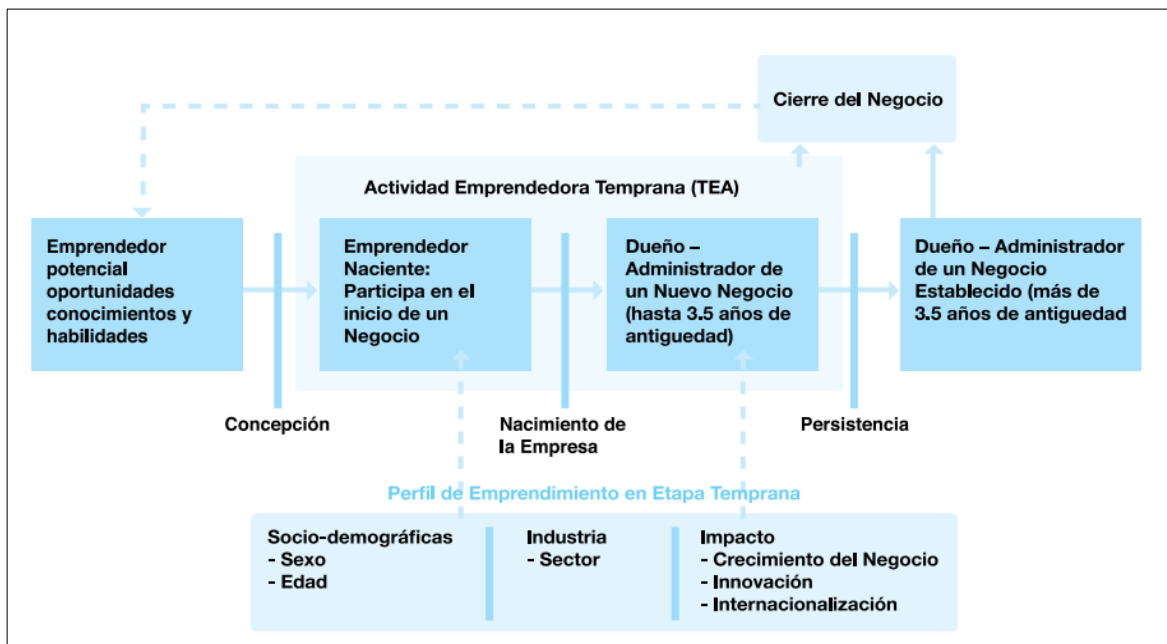 Cierre del Negocio
Actividad Emprendedora Temprana (TEA)
Emprendedor
potencial
oportunidades
conocimientos y
habilidades
Emprendedor
Naciente:
Participa en el
inicio de un
Negocio
Dueño –
Administrador de
un Nuevo Negocio
(hasta 3.5 años de
antiguedad)
Dueño – Administrador
de un Negocio
Establecido (más de
3.5 años de antiguedad
Concepción
Nacimiento de
la Empresa
Persistencia
Perfil de Emprendimiento en Etapa Temprana
Socio-demográficas
- Sexo
- Edad
Industria
- Sector
Impacto
- Crecimiento del Negocio
- Innovación
- Internacionalización